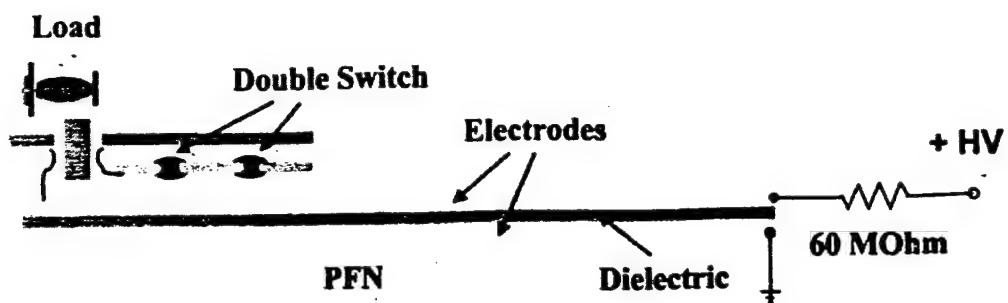 Load
Double Switch
Electrodes
+ HV
60 MOhm
PFN
Dielectric